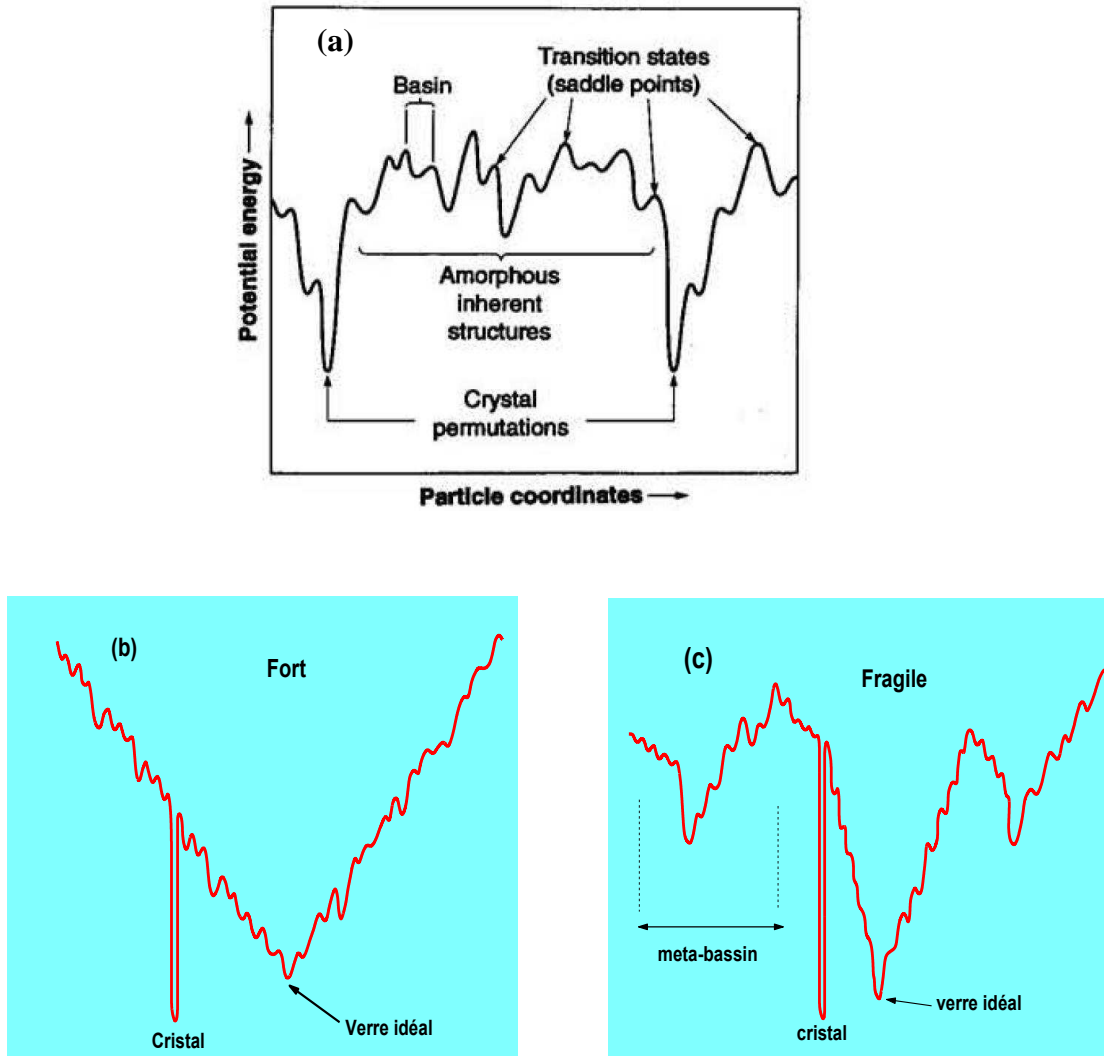 (a)
Transition states
(saddle points)
Basin
Potential energy
Amorphous
inherent
structures
Crystal
permutations
Particle coordinates
(b)
Fort
Verre idéal
Cristal
(c)
Fragile
meta-bassin
verre idéal
cristal